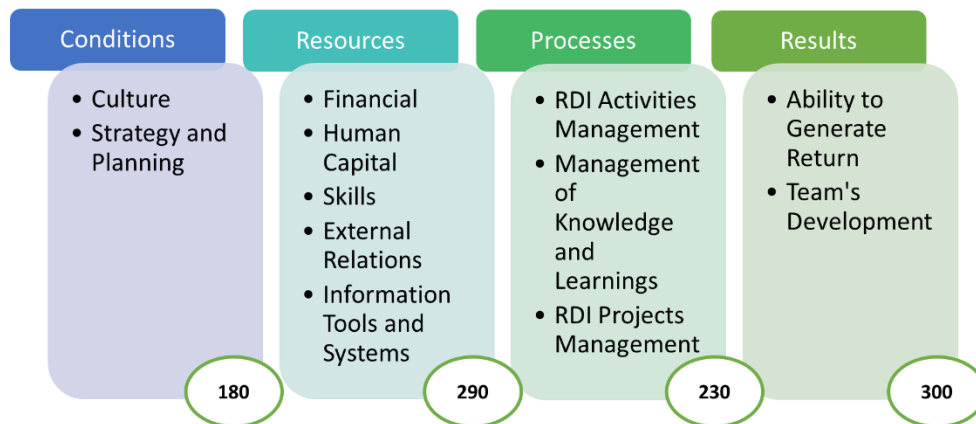 Conditions
• Culture
• Strategy and
Planning
180
Resources
• Financial
• Human
Capital
• Skills
• External
Relations
• Information
Tools and
Systems
290
Processes
• RDI Activities
Management
• Management
of
Knowledge
and
Learnings
• RDI Projects
Management
230
Results
• Ability to
Generate
Return
• Team's
Development
300